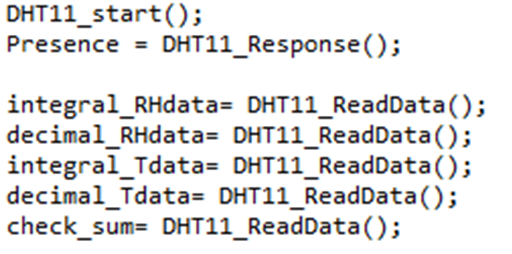 DHT11_start();
Presence = DHT11_Response();
integral_RHdata= DHT11_ReadData();
decimal_RHdata= DHT11_ReadData();
integral_Tdata= DHT11_ReadData();
decimal_Tdata= DHT11_ReadData();
check_sum= DHT11_ReadData();